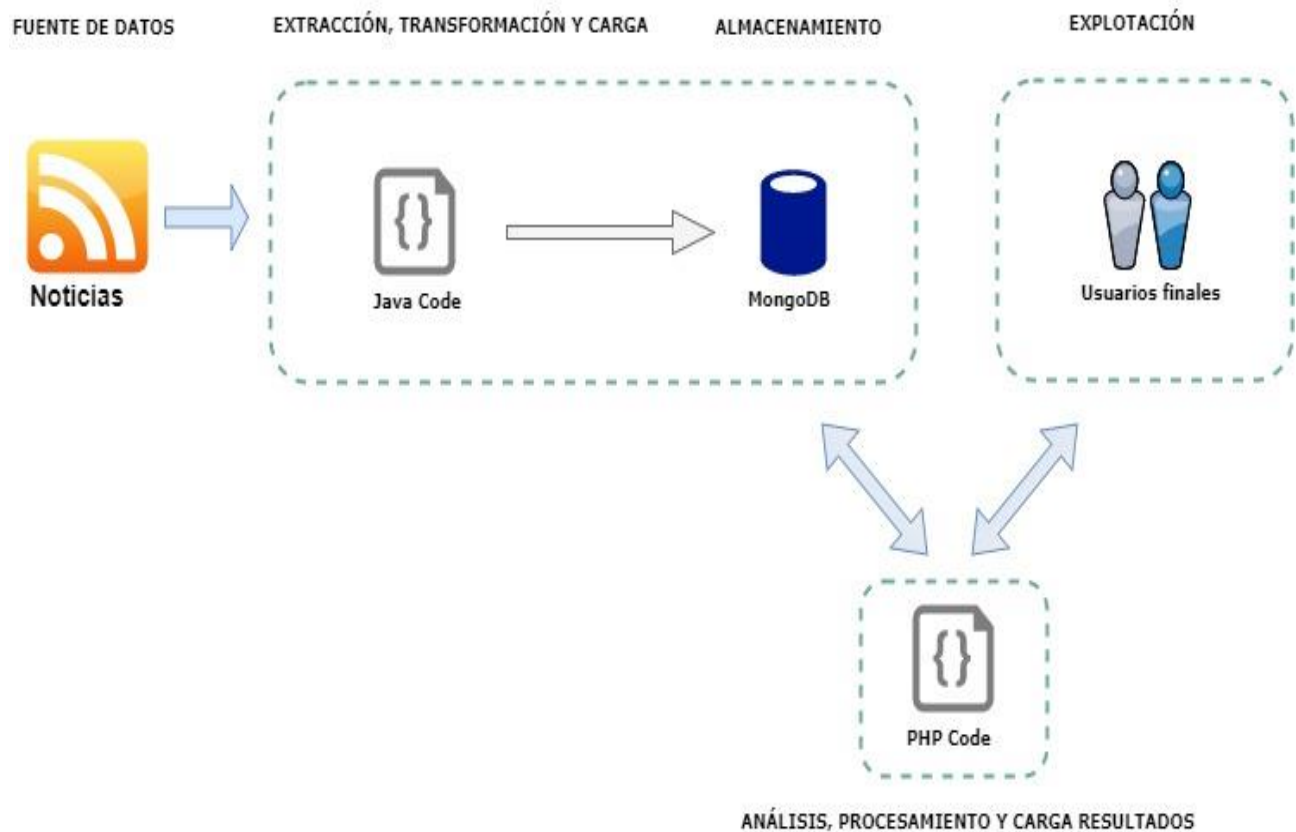 FUENTE DE DATOS
EXTRACCIÓN, TRANSFORMACIÓN Y CARGA
ALMACENAMIENTO
EXPLOTACIÓN
{}
Noticias
Java Code
MongoDB
Usuarios finales
{}
PHP Code
ANÁLISIS, PROCESAMIENTO Y CARGA RESULTADOS